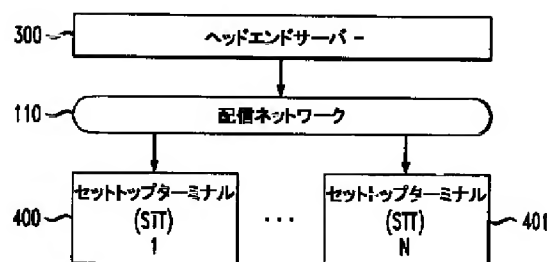 300
ヘッドエンドサーバー
110
配信ネットワーク
セットトップターミナル
(STT)
1
400
...
セットトップターミナル
(STT)
N
401